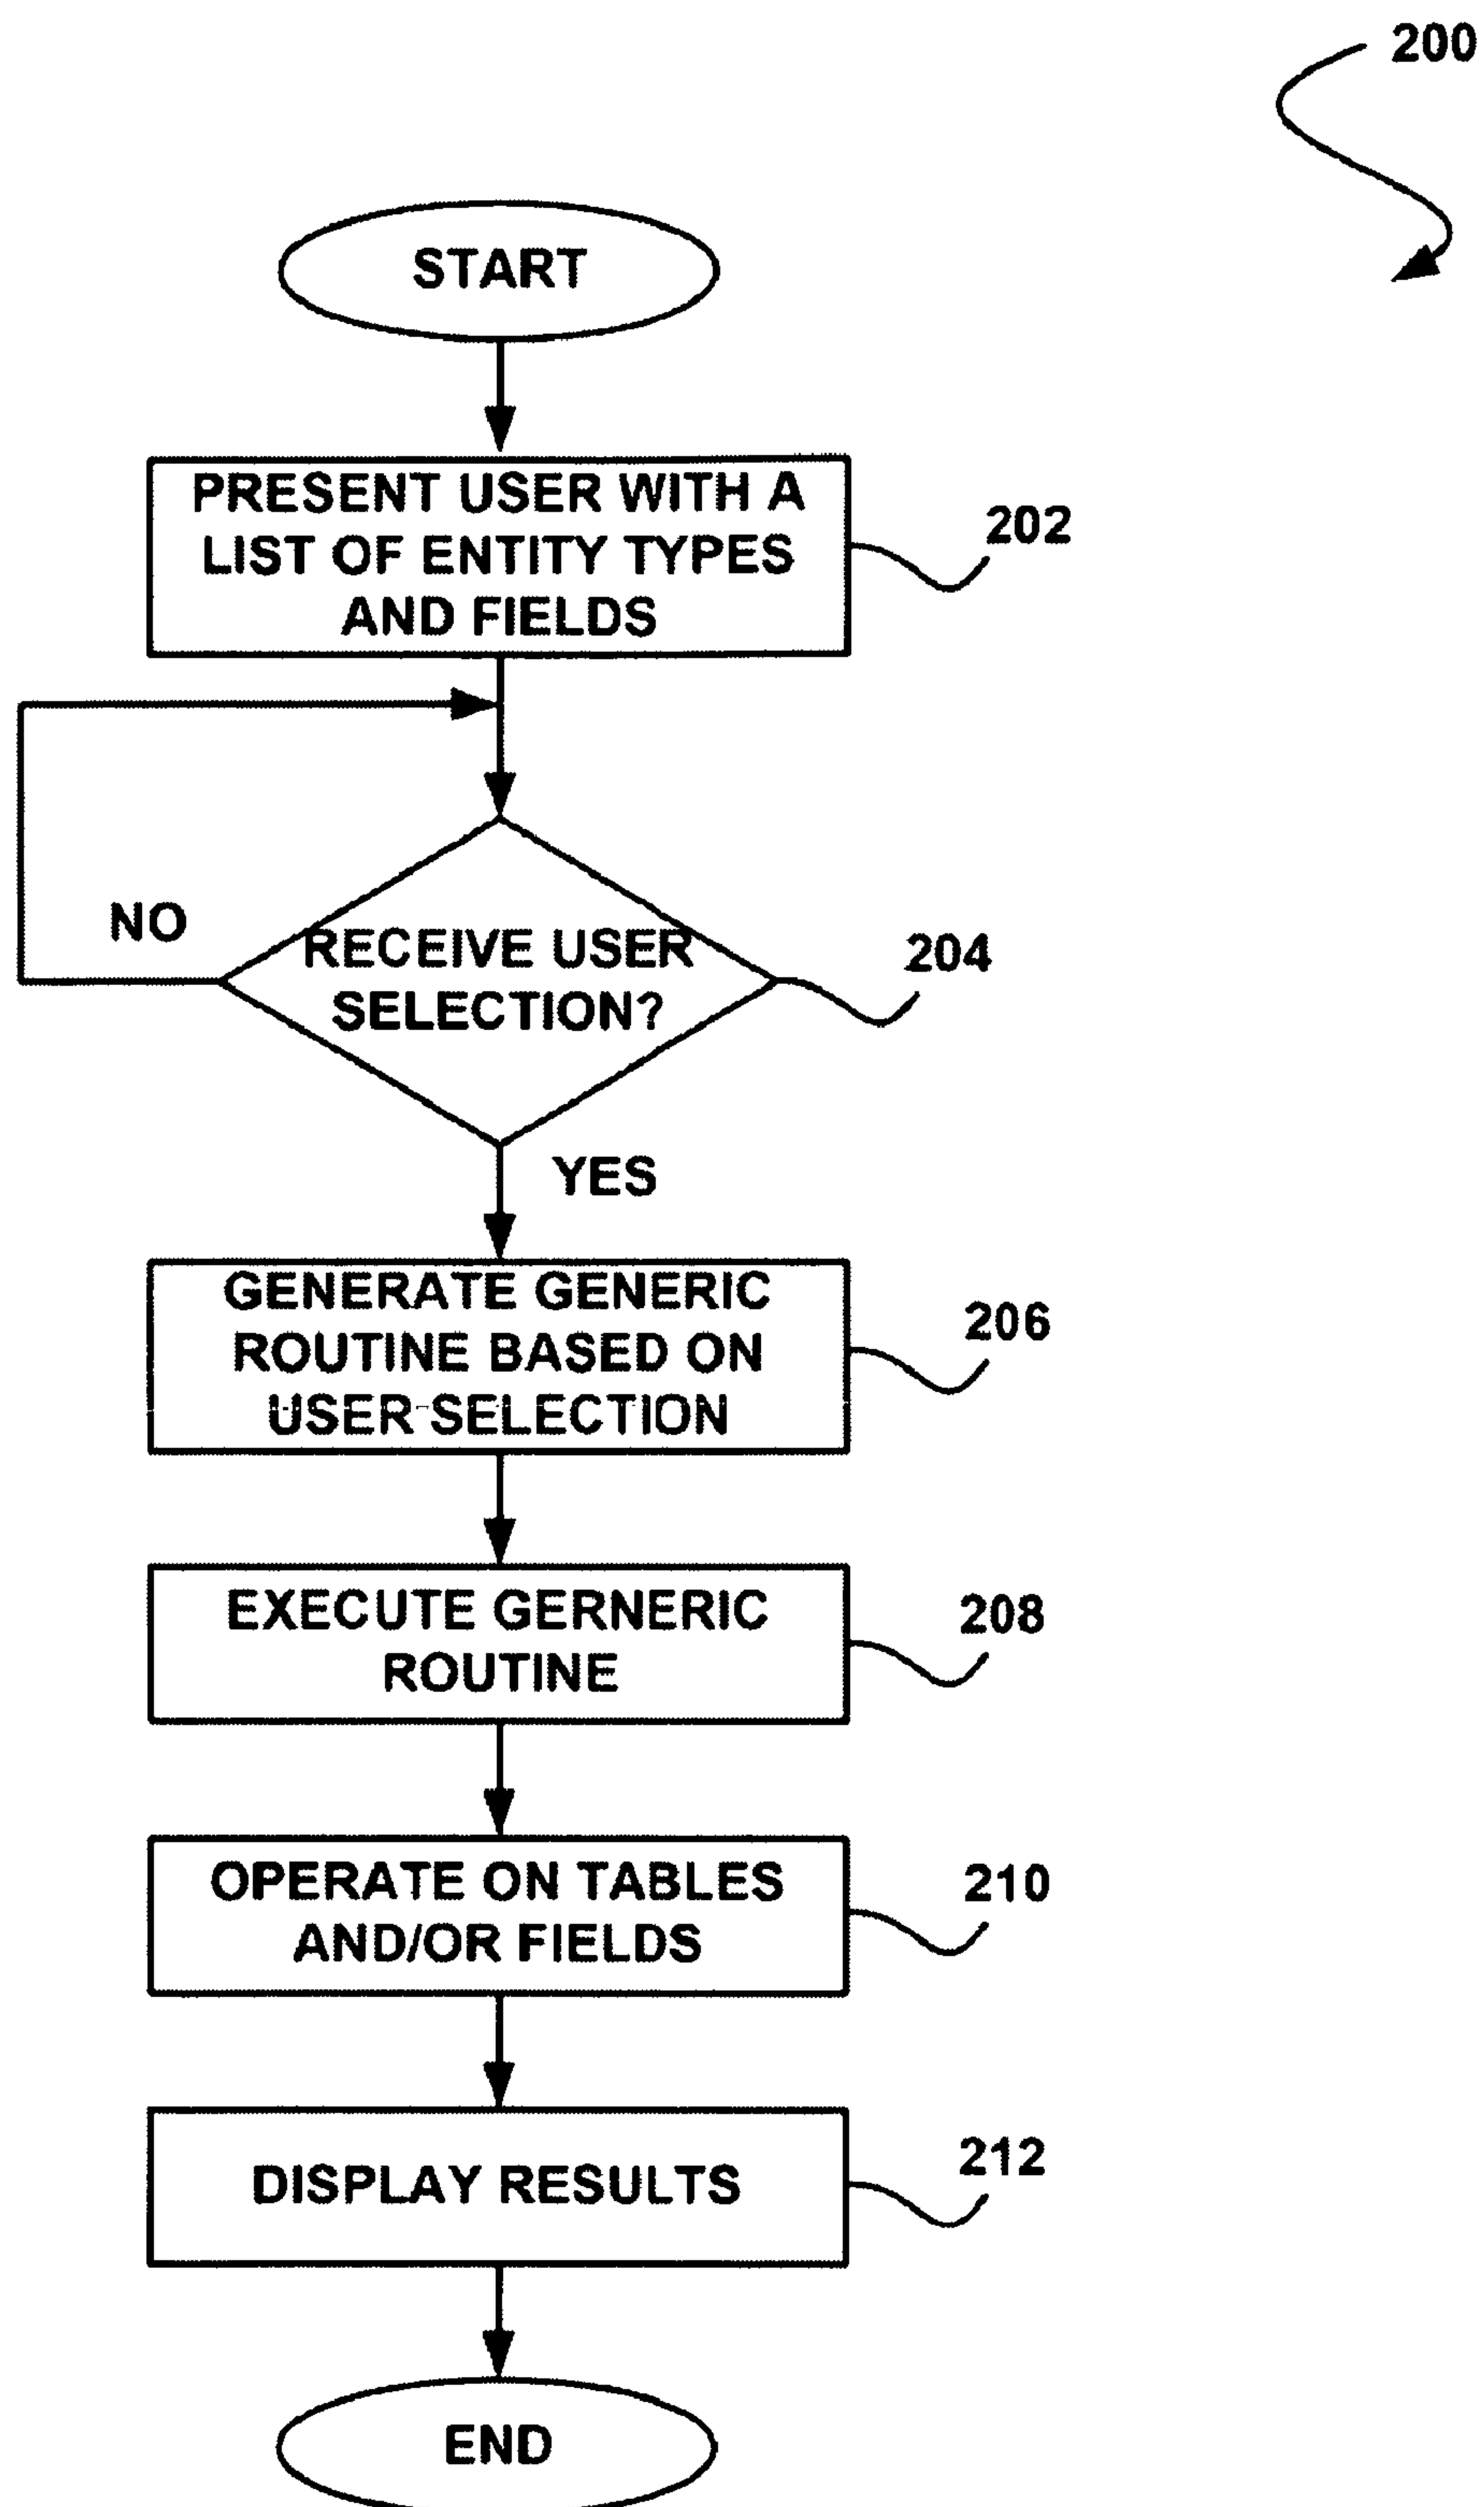 200
START
PRESENT USER WITH A
LIST OF ENTITY TYPES
AND FIELDS
202
NO
RECEIVE USER
SELECTION?
204
YES
GENERATE GENERIC
ROUTINE BASED ON
USER SELECTION
206
EXECUTE GERNERIC
ROUTINE
208
OPERATE ON TABLES
AND/OR FIELDS
210
DISPLAY RESULTS
212
END